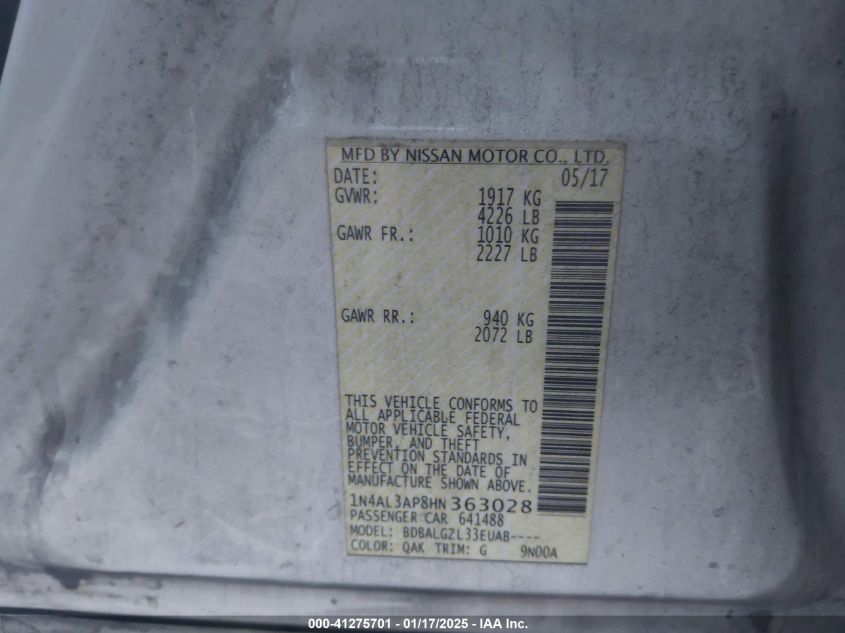 MFD BY NISSAN MOTOR CO., LTD.
DATE: 05/17
GVWR: 1917 KG
4226 LB
GAWR FR.: 1010 KG
2227 LB
GAWR RR.: 940 KG
2072 LB
THIS VEHICLE CONFORMS TO
ALL APPLICABLE FEDERAL
MOTOR VEHICLE SAFETY,
BUMPER, AND THEFT
PREVENTION STANDARDS IN
EFFECT ON THE DATE OF
MANUFACTURE SHOWN ABOVE.
1N4AL3AP8HN363028
PASSENGER CAR 641488
MODEL: BDBALGZL33EUAB----
COLOR: QAK TRIM: G 9N00A
000-41275701 - 01/17/2025 - IAA Inc.